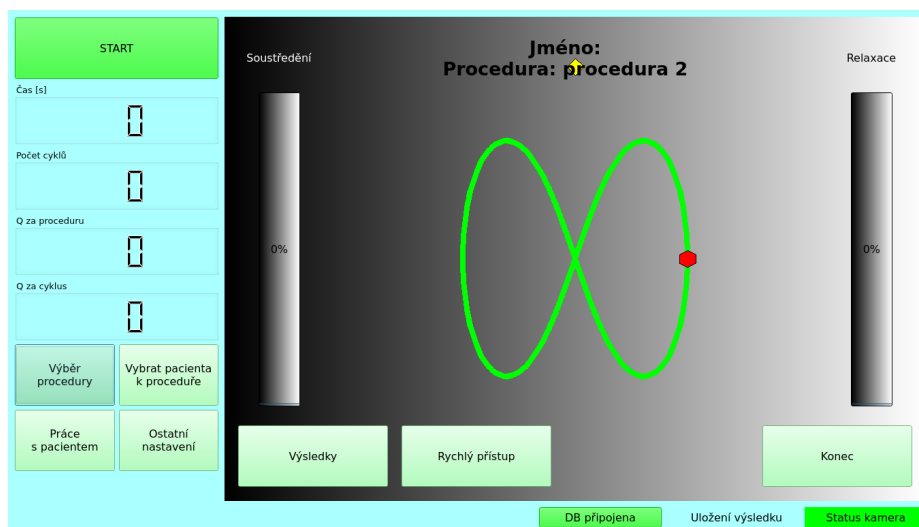 START
Čas [s]
0
Počet cyklů
0
Q za proceduru
0
Q za cyklus
0
Výběr
procedury
Vybrat pacienta
k proceduře
Práce
s pacientem
Ostatní
nastavení
Soustředění
Jméno:
Procedura: procedura 2
Relaxace
0%
0%
Výsledky
Rychlý přístup
Konec
DB připojena
Uložení výsledku
Status kamera